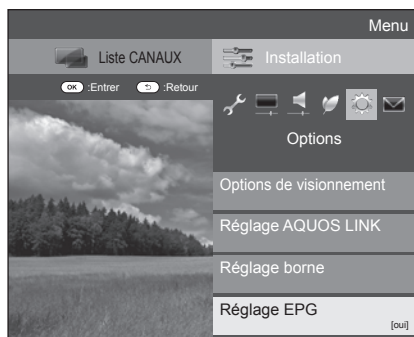 Menu
Liste CANAUX
Installation
OK :Entrer :Retour
Options
Options de visionnement
Réglage AQUOS LINK
Réglage borne
Réglage EPG
[oui]